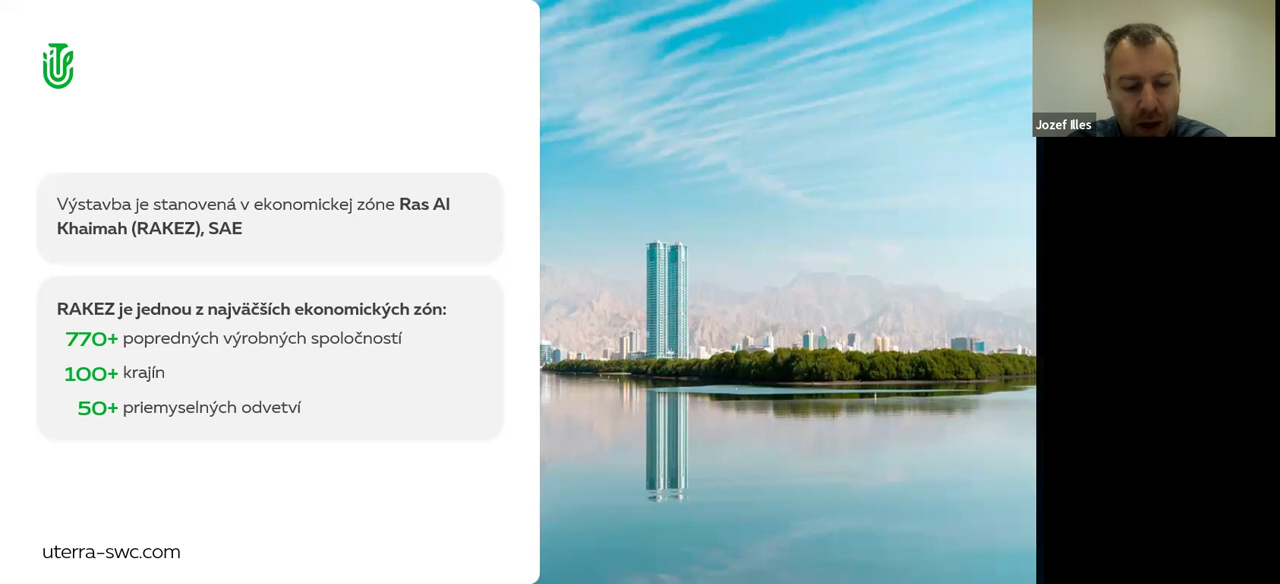 Výstavba je stanovená v ekonomickej zóne Ras Al
Khaimah (RAKEZ), SAE
RAKEZ je jednou z najväčších ekonomických zón:
770+ popredných výrobných spoločností
100+ krajín
50+ priemyselných odvetví
uterra-swc.com
Jozef Illes